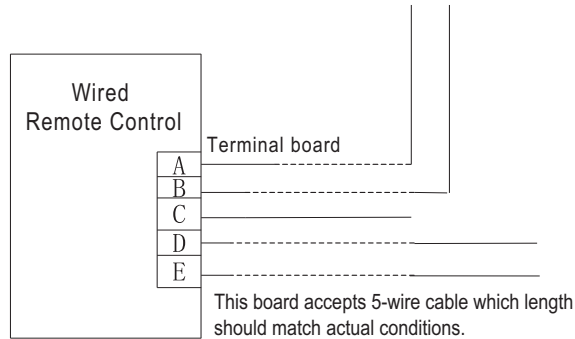 Wired
Remote Control
Terminal board
A
B
C
D
E
This board accepts 5-wire cable which length
should match actual conditions.